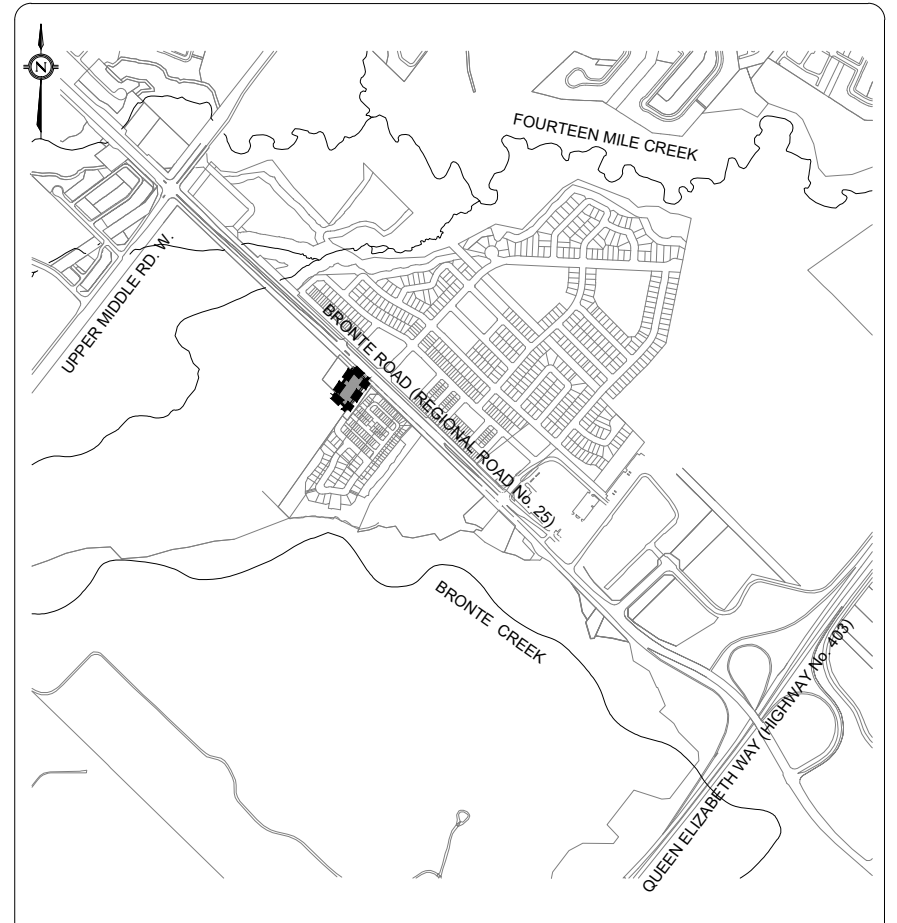 N
FOURTEEN MILE CREEK
UPPER MIDDLE RD. W.
BRONTE ROAD (REGIONAL ROAD No. 25)
BRONTE CREEK
QUEEN ELIZABETH WAY (HIGHWAY No. 403)